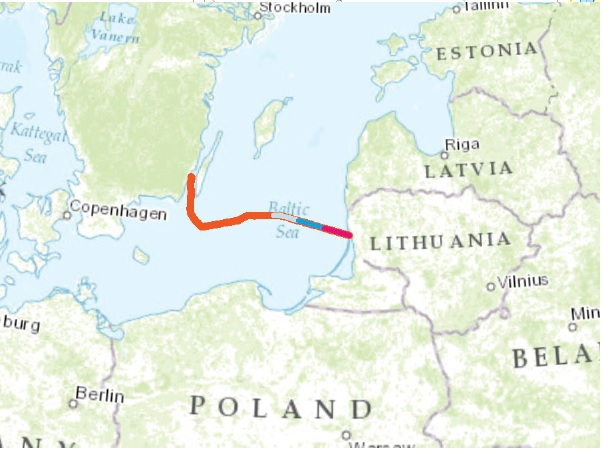 Stockholm
Tallinn
Lake
Vanern
ESTONIA
rak
Kattegat
Sea
Riga
LATVIA
Copenhagen
Baltic
Sea
LITHUANIA
Vilnius
burg
Min
BELA
Berlin
POLAND
Warsaw
NY